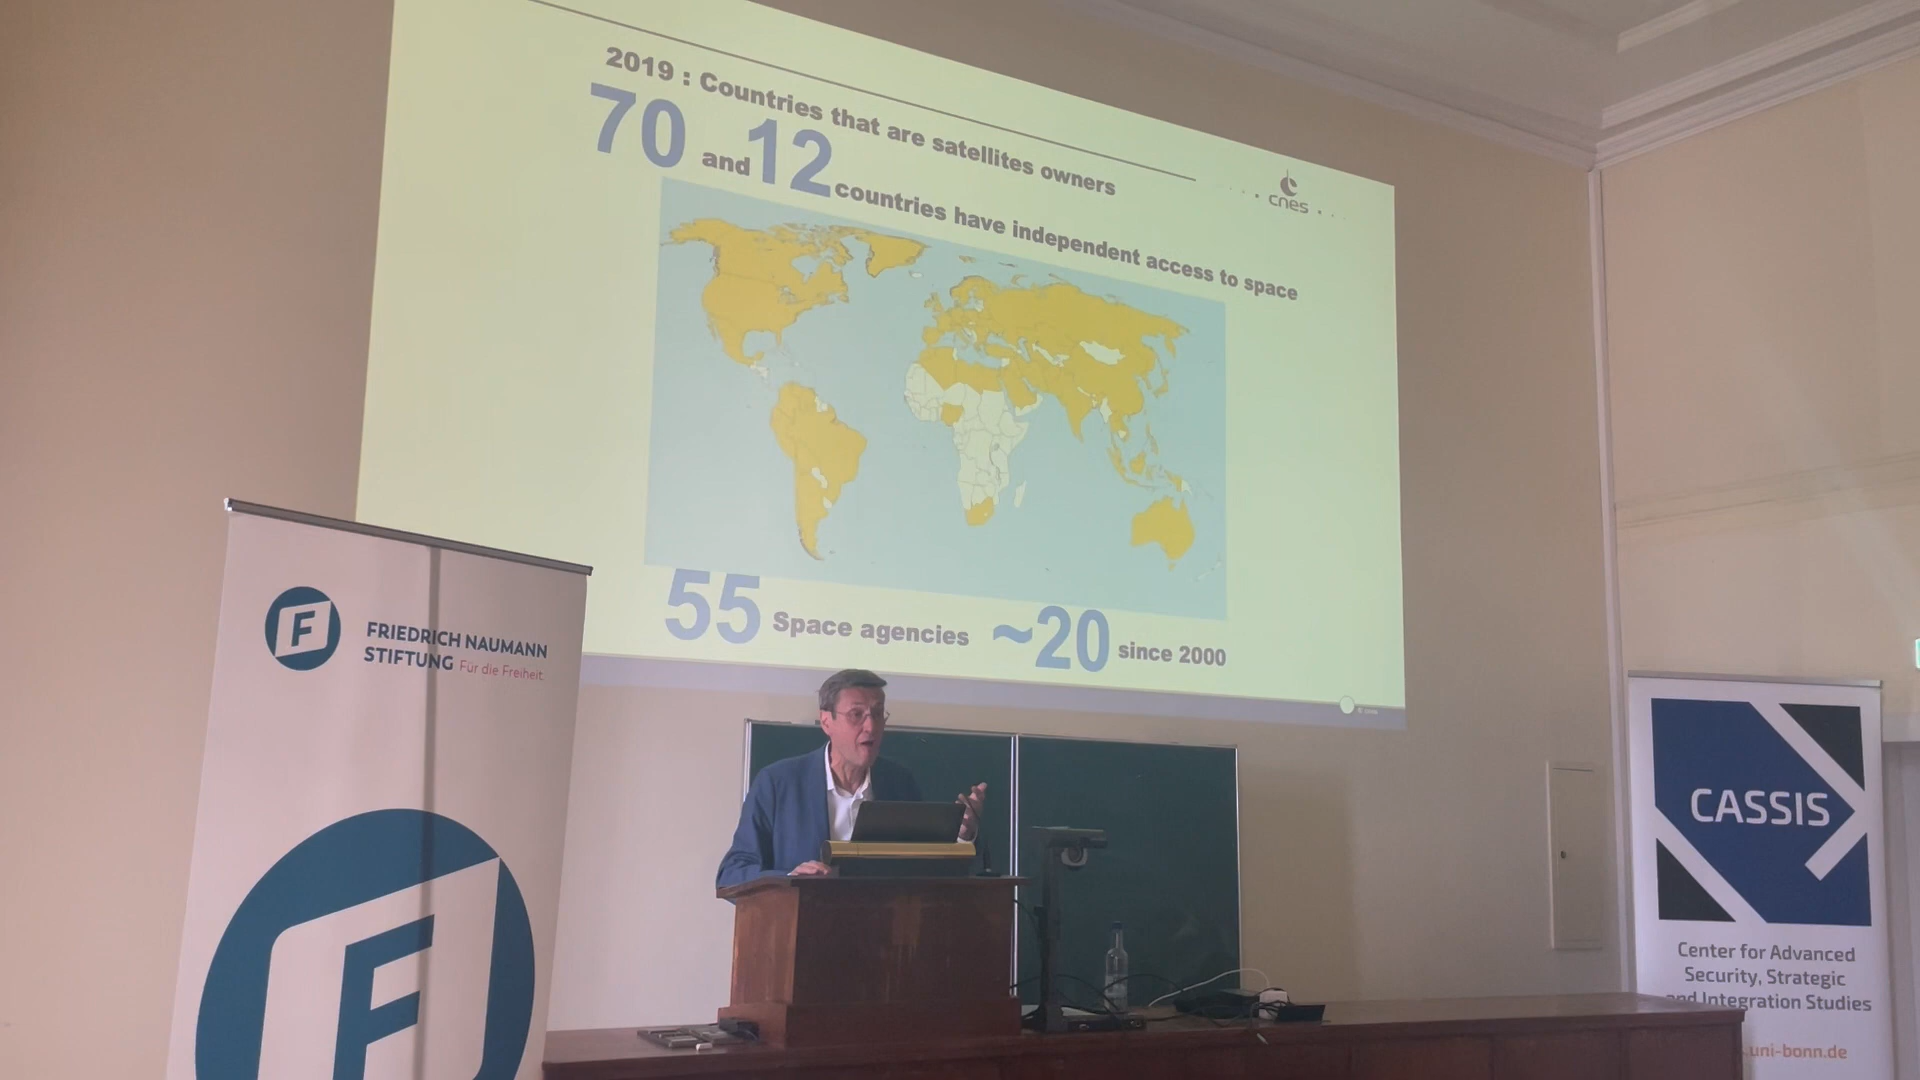 2019 : Countries that are satellites owners
70 and 12 countries have independent access to space
cnes
55 Space agencies ~20 since 2000
F
FRIEDRICH NAUMANN
STIFTUNG Für die Freiheit.
F
CASSIS
Center for Advanced
Security, Strategic
and Integration Studies
.uni-bonn.de